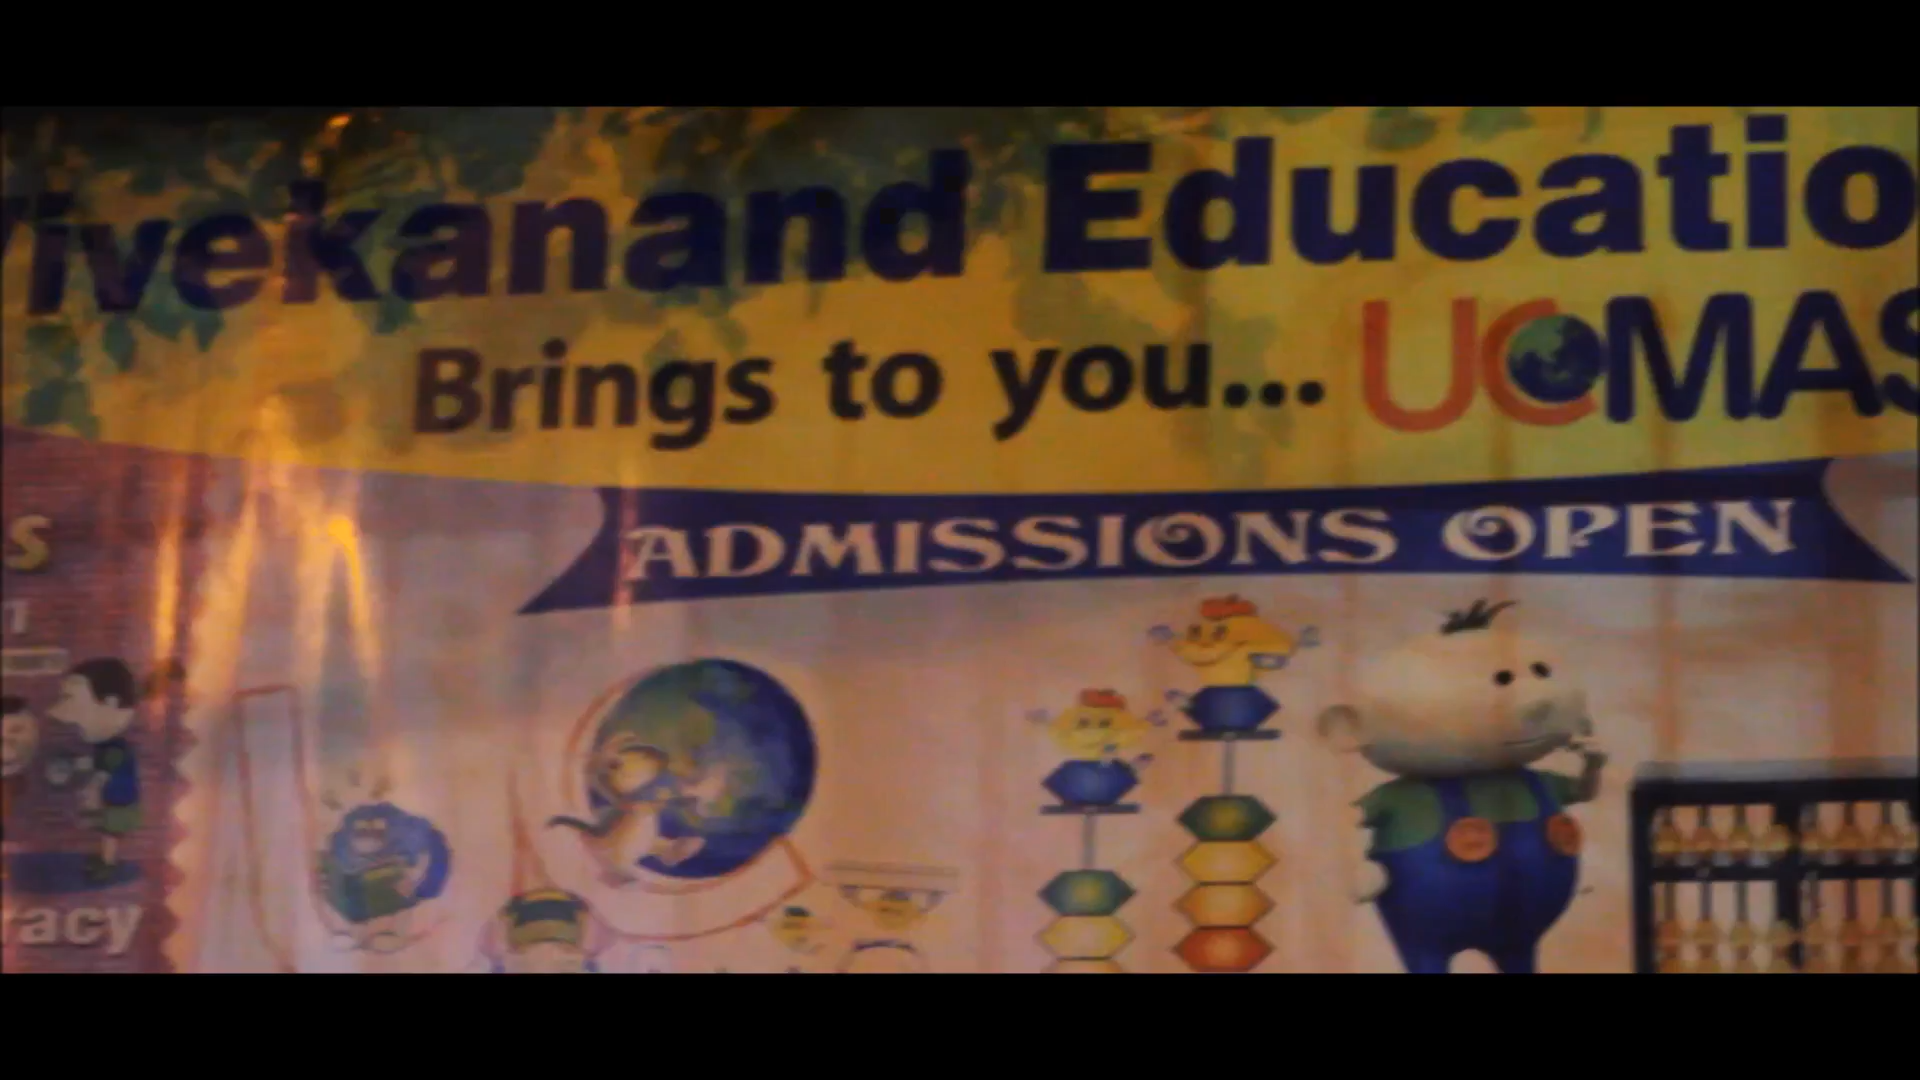 Vivekanand Educatio
Brings to you... UCMAS
ADMISSIONS OPEN
s
racy